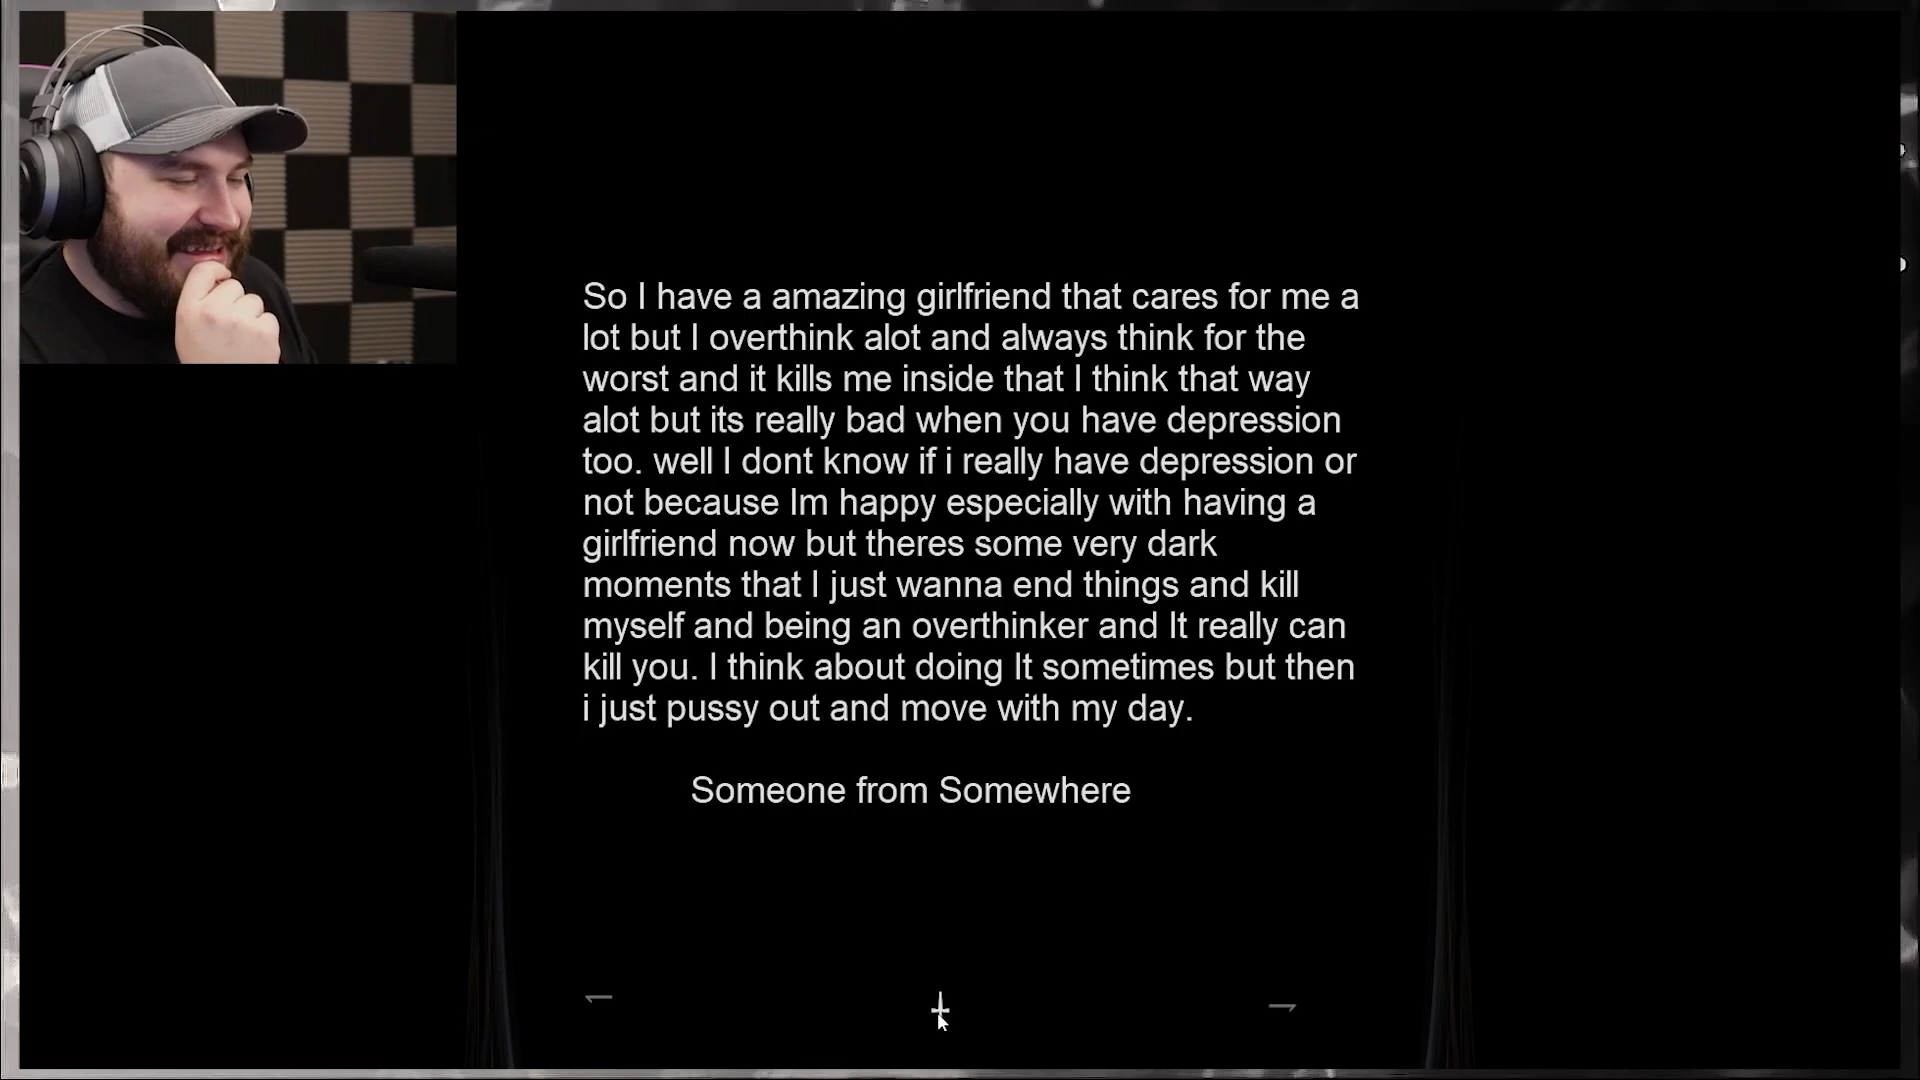 So I have a amazing girlfriend that cares for me a
lot but I overthink alot and always think for the
worst and it kills me inside that I think that way
alot but its really bad when you have depression
too. well I dont know if i really have depression or
not because Im happy especially with having a
girlfriend now but theres some very dark
moments that I just wanna end things and kill
myself and being an overthinker and It really can
kill you. I think about doing It sometimes but then
i just pussy out and move with my day.
Someone from Somewhere